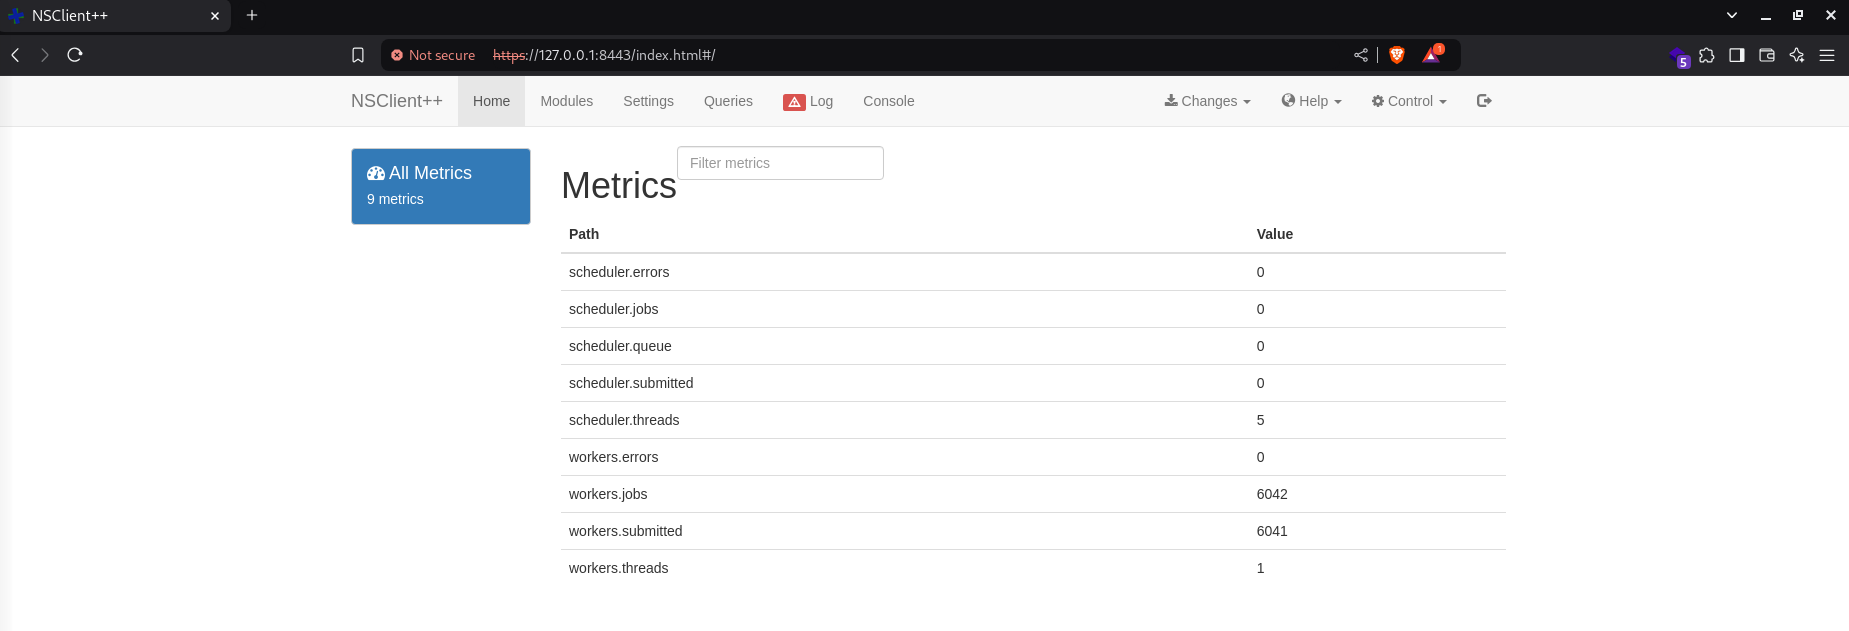 NSClient++
Not secure https://127.0.0.1:8443/index.html#/
1
5
NSClient++ Home Modules Settings Queries Log Console Changes Help Control
All Metrics
9 metrics
Filter metrics
Metrics
Path Value
scheduler.errors 0
scheduler.jobs 0
scheduler.queue 0
scheduler.submitted 0
scheduler.threads 5
workers.errors 0
workers.jobs 6042
workers.submitted 6041
workers.threads 1